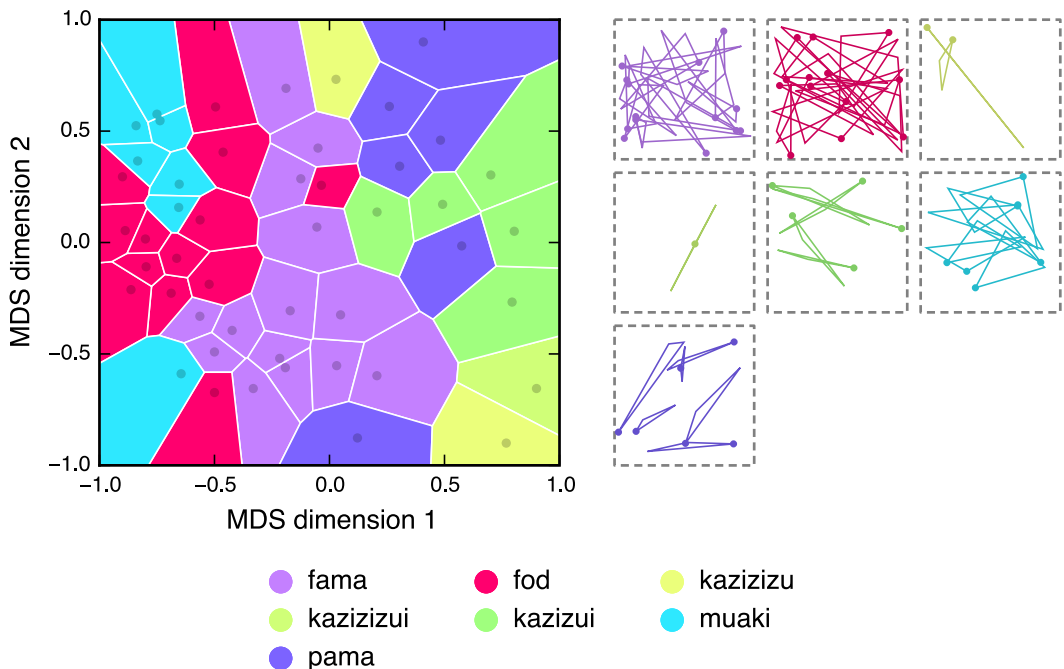 1.0
0.5
0.0
−0.5
−1.0
MDS dimension 2
−1.0 −0.5 0.0 0.5 1.0
MDS dimension 1
fama fod kazizizu
kazizizui kazizui muaki
pama